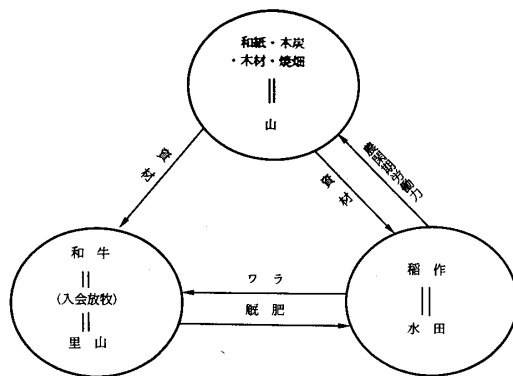 和紙・木炭
・木材・焼畑
山
資材
資材
農閑期労働力
和牛
(入会放牧)
里山
ワラ
厩肥
稲作
水田